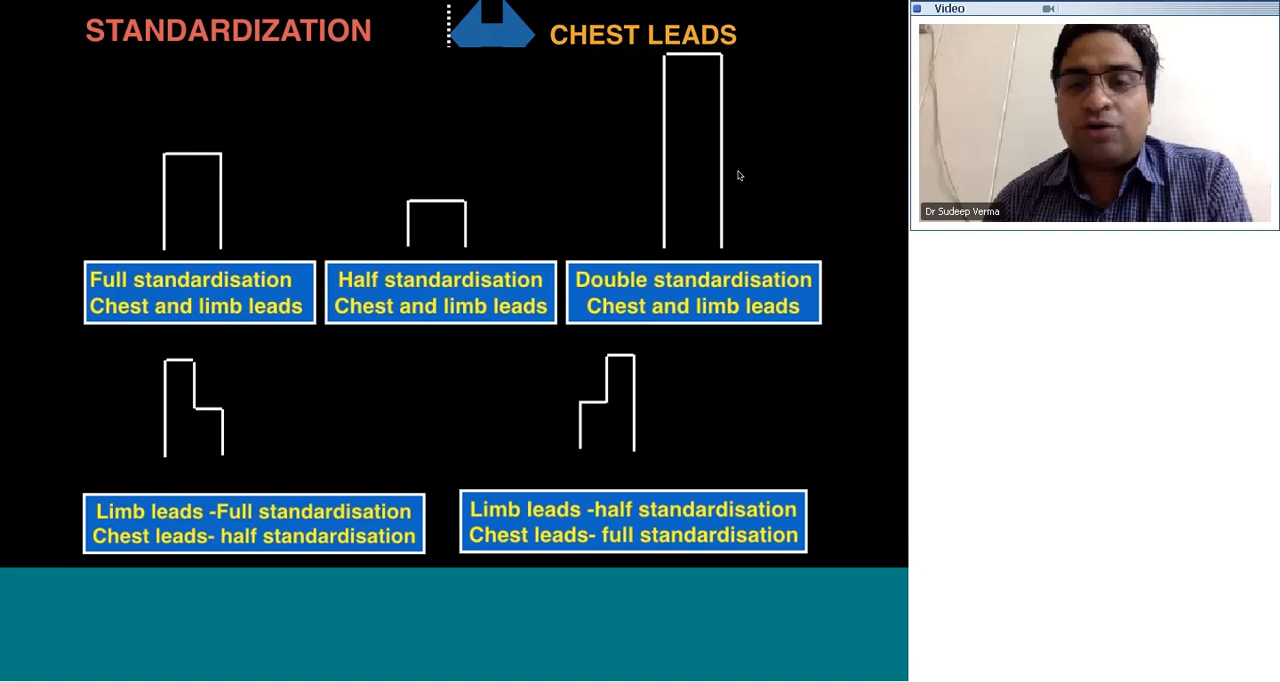 STANDARDIZATION
CHEST LEADS
Full standardisation
Chest and limb leads
Half standardisation
Chest and limb leads
Double standardisation
Chest and limb leads
Limb leads -Full standardisation
Chest leads- half standardisation
Limb leads -half standardisation
Chest leads- full standardisation
Video
Dr Sudeep Verma